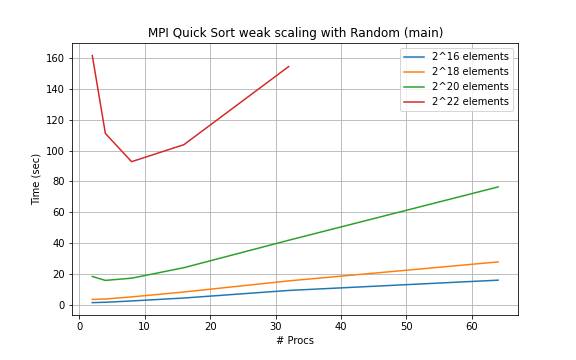 MPI Quick Sort weak scaling with Random (main)
2^16 elements
2^18 elements
2^20 elements
2^22 elements
Time (sec)
160
140
120
100
80
60
40
20
0
0 10 20 30 40 50 60
# Procs